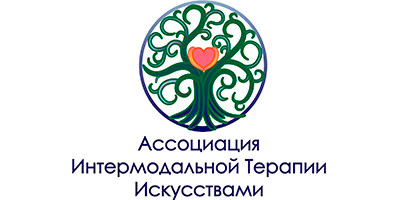 Ассоциация
Интермодальной Терапии
Искусствами